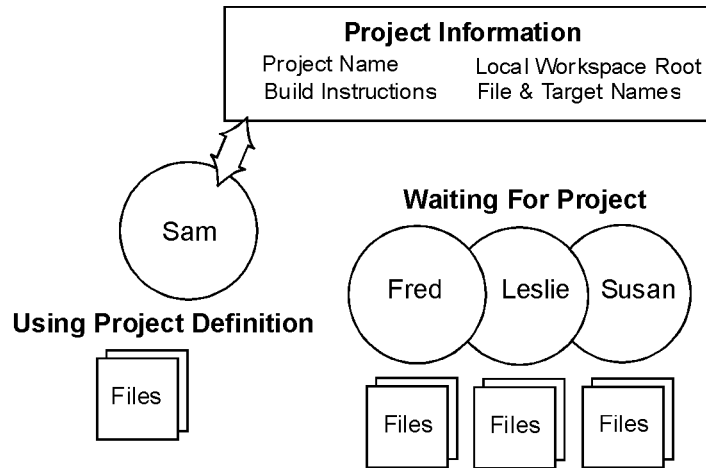 Project Information
Project Name
Local Workspace Root
Build Instructions
File & Target Names
Sam
Waiting For Project
Fred
Leslie
Susan
Using Project Definition
Files
Files
Files
Files